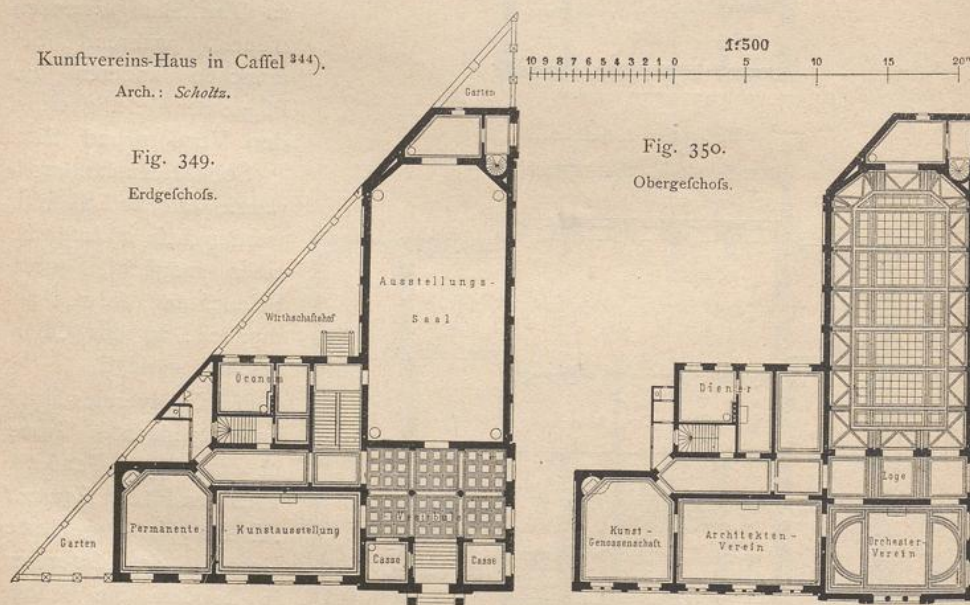 Kunſtvereins-Haus in Caſſel ³⁴⁴).
Arch.: Scholtz.
Fig. 349.
Erdgeſchoſs.
Garten
Ausstellungs-
Saal
Wirthschaftshof
Öconom
Permanente
Kunstausstellung
Vestibule
Garten
Casse
Casse
1:500
10 9 8 7 6 5 4 3 2 1 0 5 10 15 20
Fig. 350.
Obergeſchoſs.
Diener
Loge
Kunst-
Genossenschaft
Architekten-
Verein
Orchester-
Verein